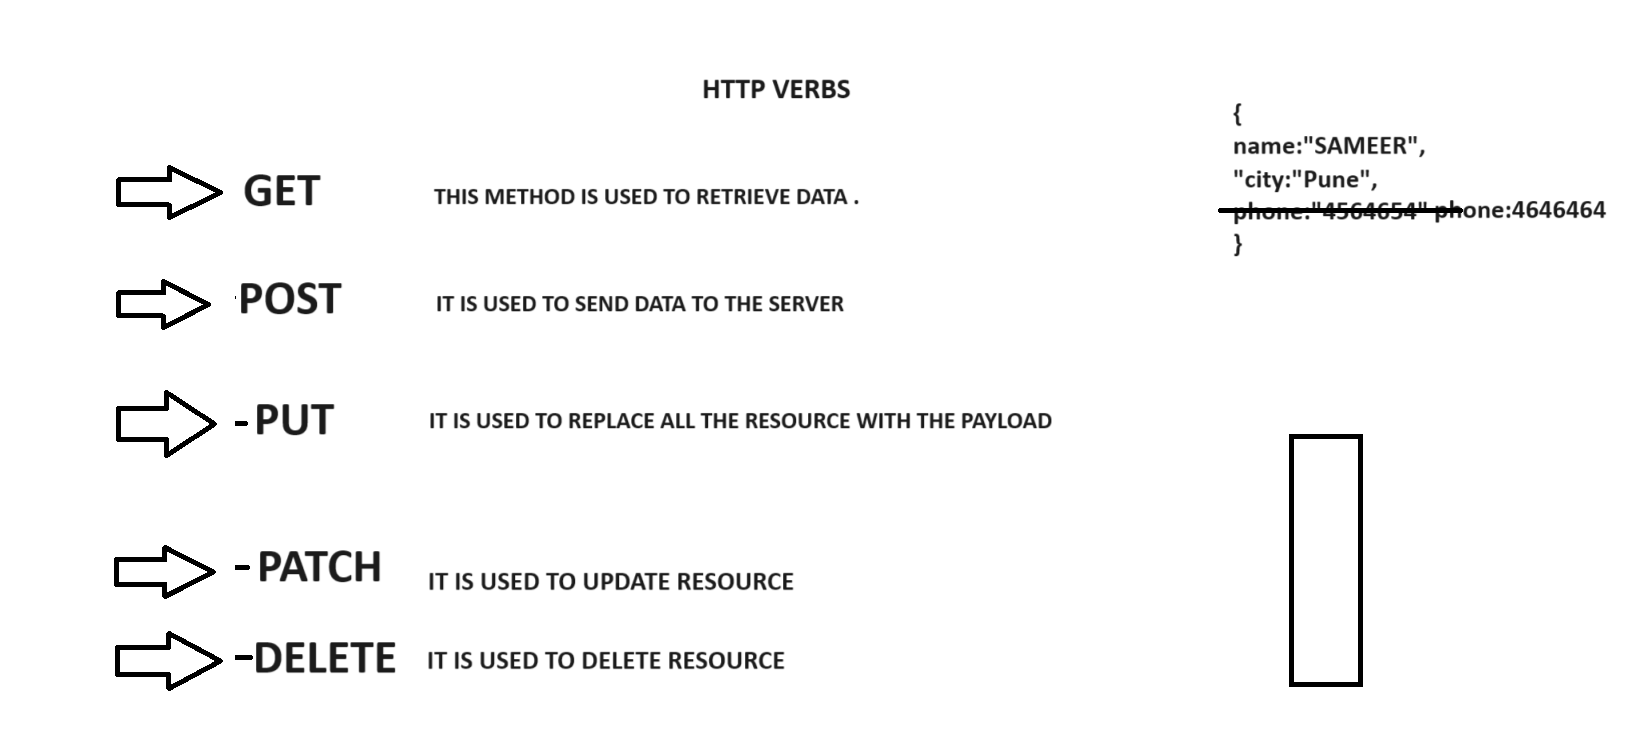 HTTP VERBS
GET THIS METHOD IS USED TO RETRIEVE DATA .
POST IT IS USED TO SEND DATA TO THE SERVER
-PUT IT IS USED TO REPLACE ALL THE RESOURCE WITH THE PAYLOAD
-PATCH IT IS USED TO UPDATE RESOURCE
-DELETE IT IS USED TO DELETE RESOURCE
{
name:"SAMEER",
"city:"Pune",
phone:"4564654" phone:4646464
}